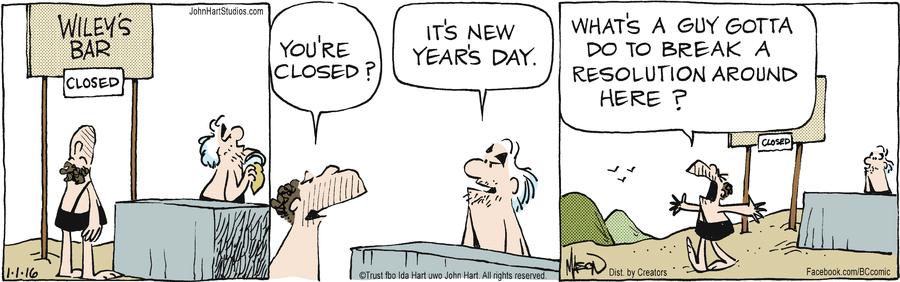 JohnHartStudios.com
WILEY'S
BAR
CLOSED
1·1·16
YOU'RE
CLOSED?
IT'S NEW
YEAR'S DAY.
©Trust fbo Ida Hart uwo John Hart. All rights reserved.
WHAT'S A GUY GOTTA
DO TO BREAK A
RESOLUTION AROUND
HERE?
CLOSED
MASON
Dist. by Creators
Facebook.com/BCcomic